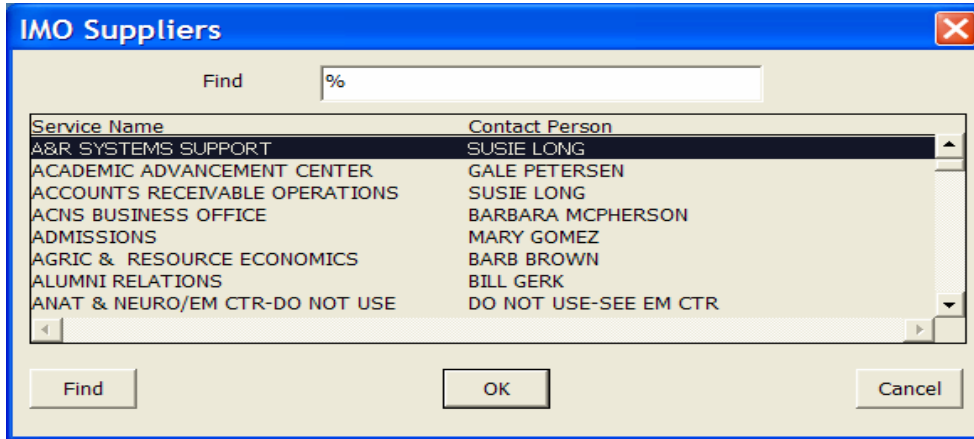 IMO Suppliers
Find %
Service Name Contact Person
A&R SYSTEMS SUPPORT SUSIE LONG
ACADEMIC ADVANCEMENT CENTER GALE PETERSEN
ACCOUNTS RECEIVABLE OPERATIONS SUSIE LONG
ACNS BUSINESS OFFICE BARBARA MCPHERSON
ADMISSIONS MARY GOMEZ
AGRIC &  RESOURCE ECONOMICS BARB BROWN
ALUMNI RELATIONS BILL GERK
ANAT & NEURO/EM CTR-DO NOT USE DO NOT USE-SEE EM CTR
Find OK Cancel